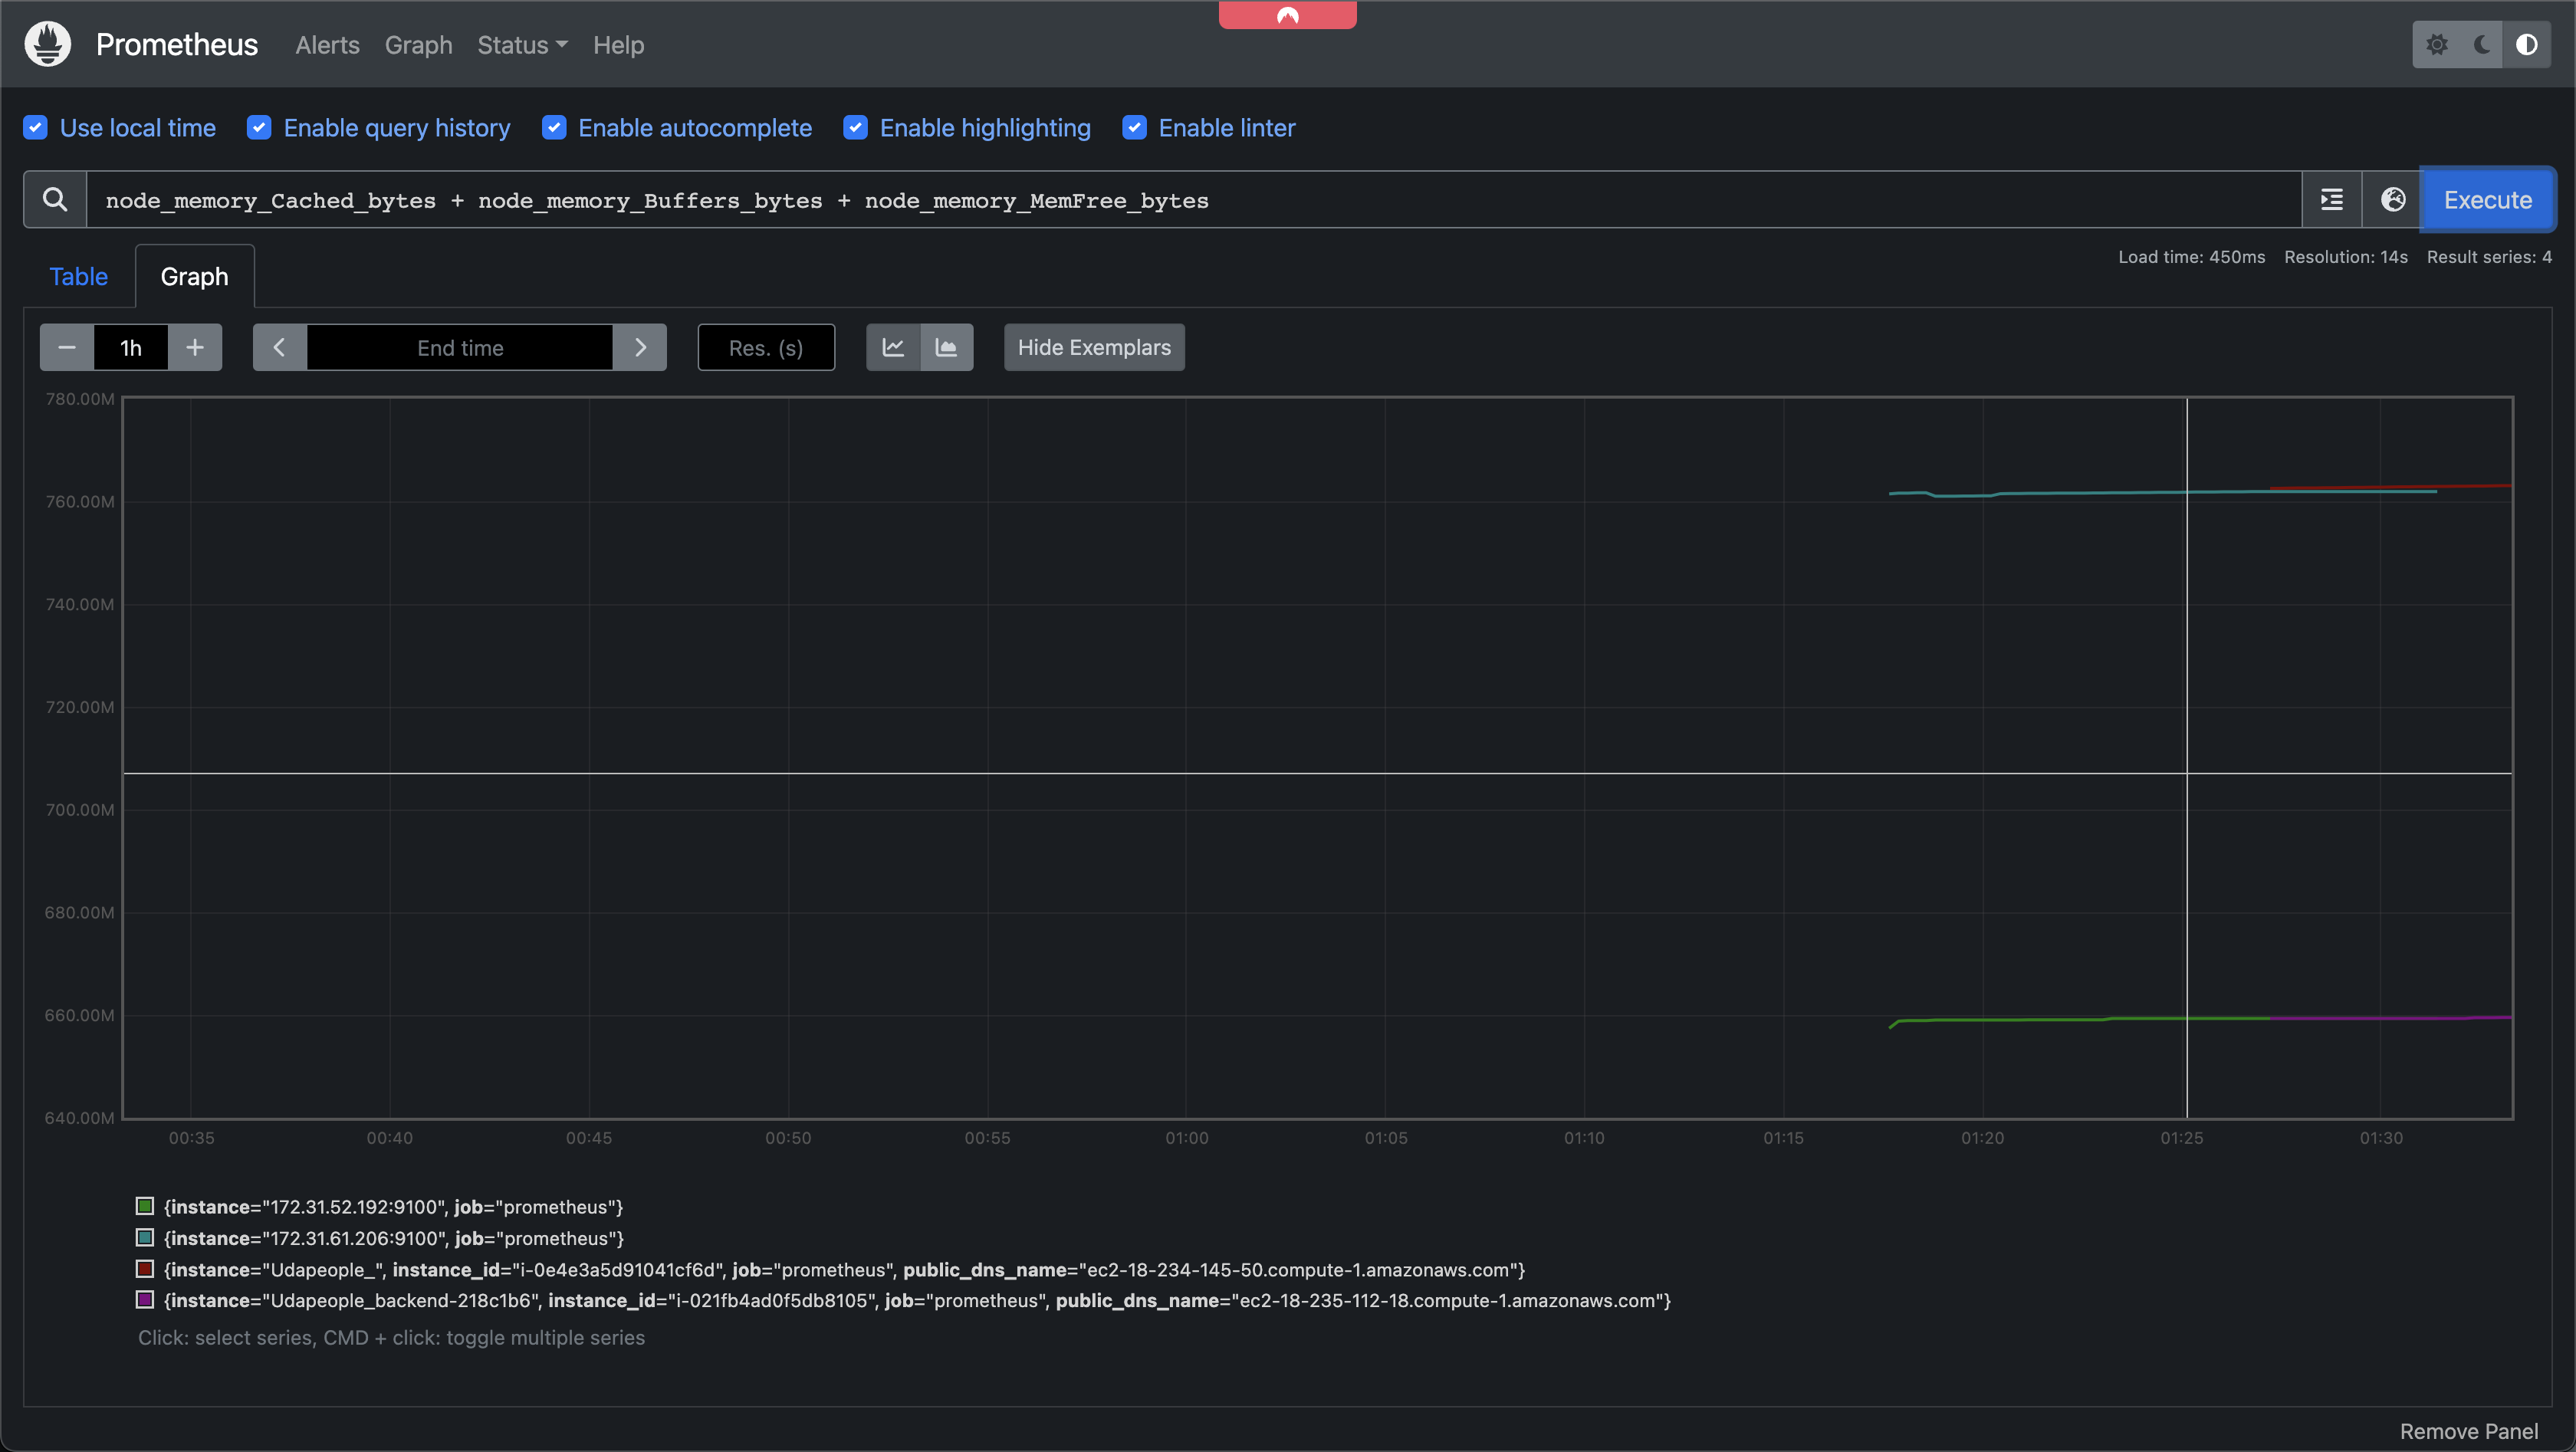 Prometheus Alerts Graph Status Help
Use local time Enable query history Enable autocomplete Enable highlighting Enable linter
node_memory_Cached_bytes + node_memory_Buffers_bytes + node_memory_MemFree_bytes Execute
Load time: 450ms Resolution: 14s Result series: 4
Table Graph
1h End time Res. (s) Hide Exemplars
780.00M
760.00M
740.00M
720.00M
700.00M
680.00M
660.00M
640.00M
00:35 00:40 00:45 00:50 00:55 01:00 01:05 01:10 01:15 01:20 01:25 01:30
{instance="172.31.52.192:9100", job="prometheus"}
{instance="172.31.61.206:9100", job="prometheus"}
{instance="Udapeople_", instance_id="i-0e4e3a5d91041cf6d", job="prometheus", public_dns_name="ec2-18-234-145-50.compute-1.amazonaws.com"}
{instance="Udapeople_backend-218c1b6", instance_id="i-021fb4ad0f5db8105", job="prometheus", public_dns_name="ec2-18-235-112-18.compute-1.amazonaws.com"}
Click: select series, CMD + click: toggle multiple series
Remove Panel